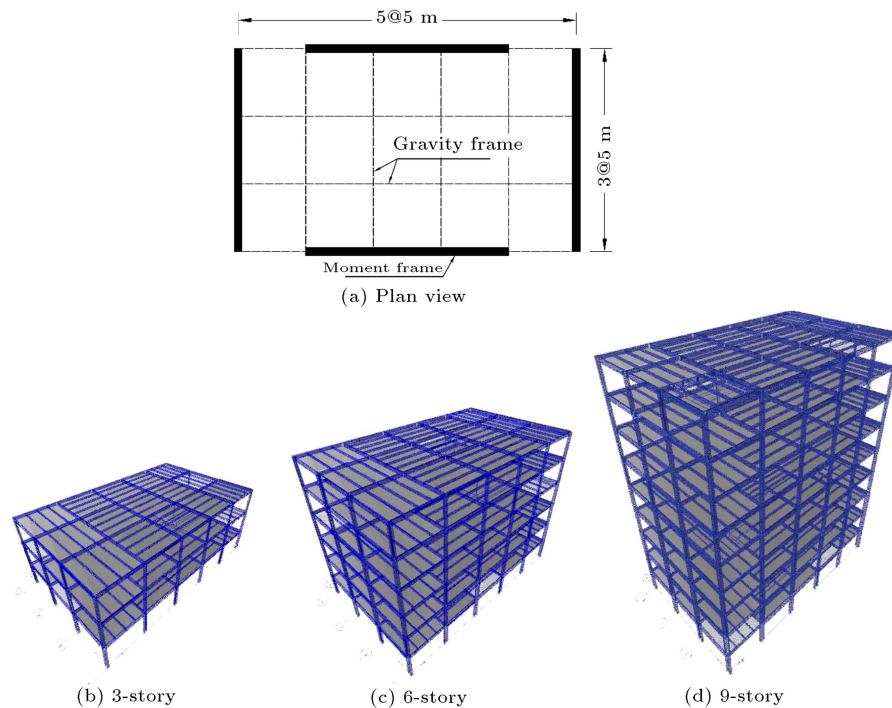 5@5 m
3@5 m
Gravity frame
Moment frame
(a) Plan view
(b) 3-story
(c) 6-story
(d) 9-story